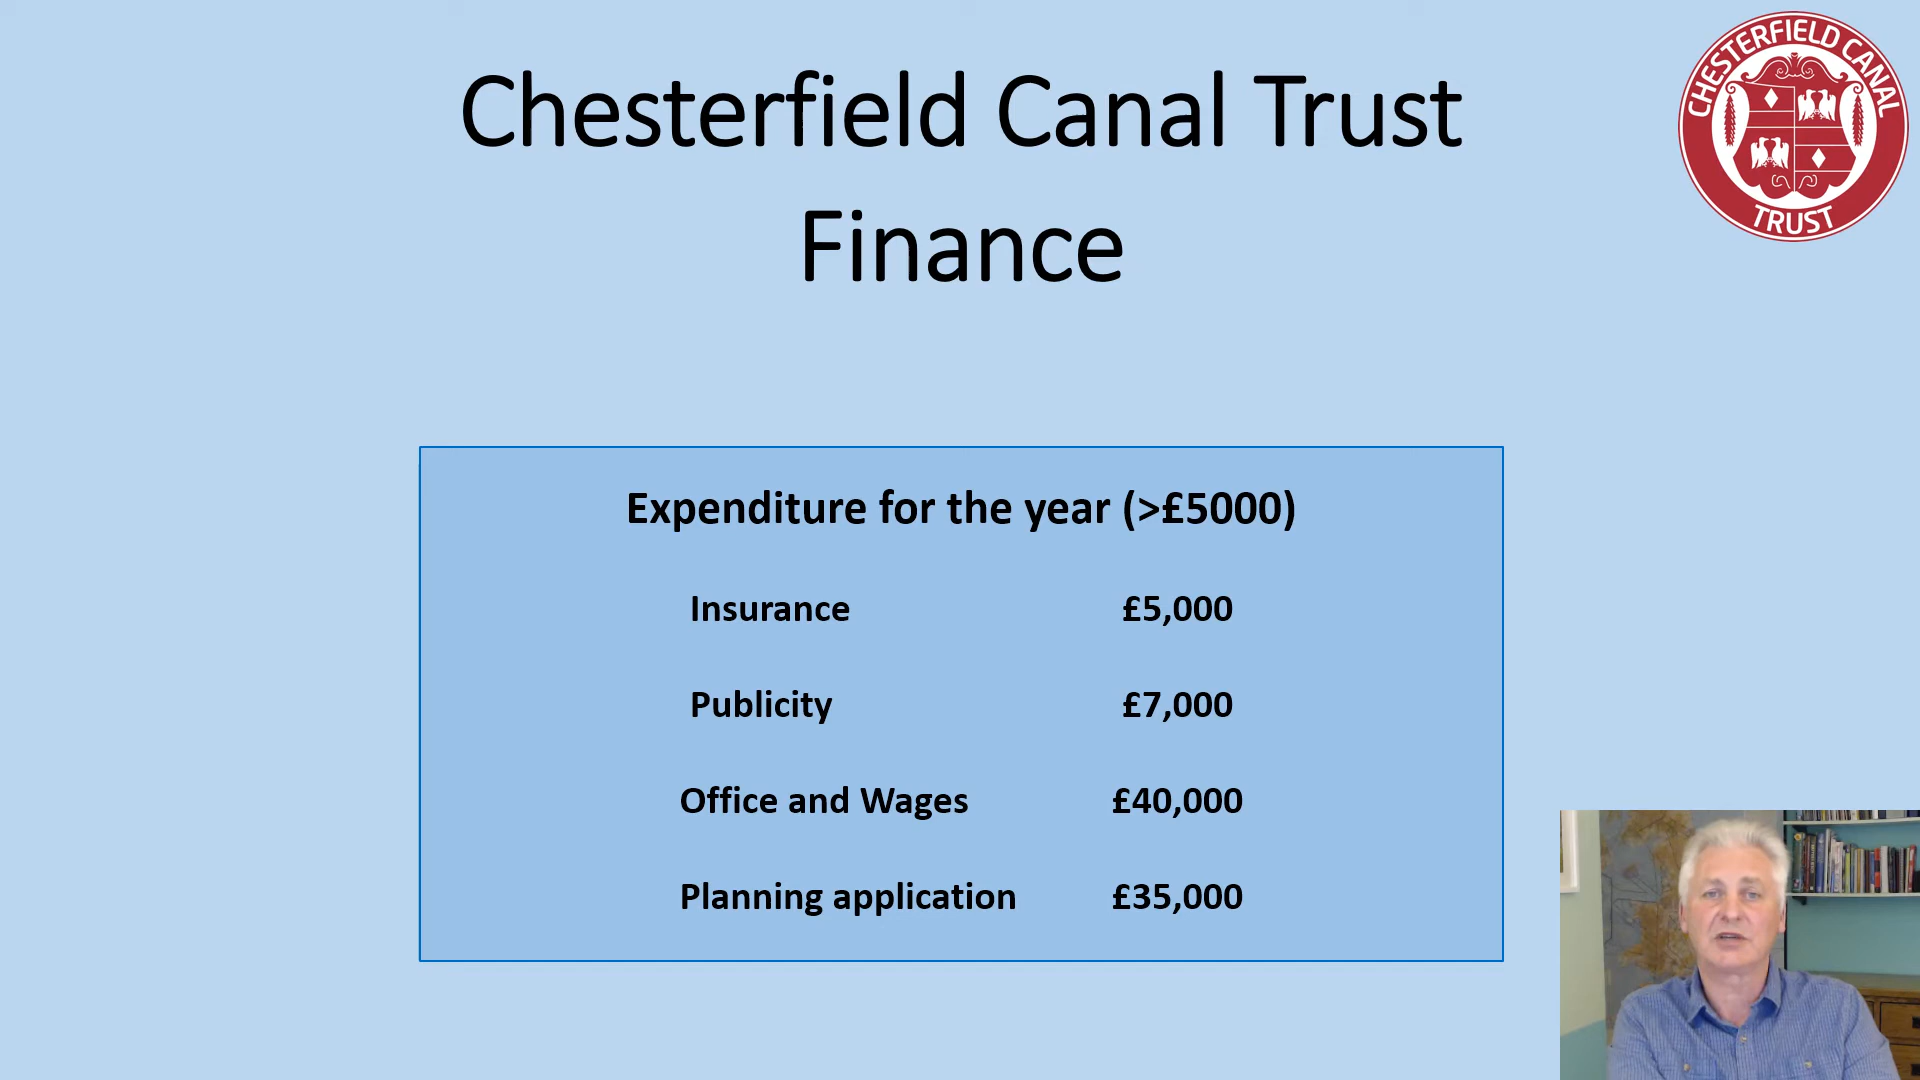 Chesterfield Canal Trust
Finance
CHESTERFIELD CANAL
TRUST
Expenditure for the year (>£5000)
Insurance £5,000
Publicity £7,000
Office and Wages £40,000
Planning application £35,000